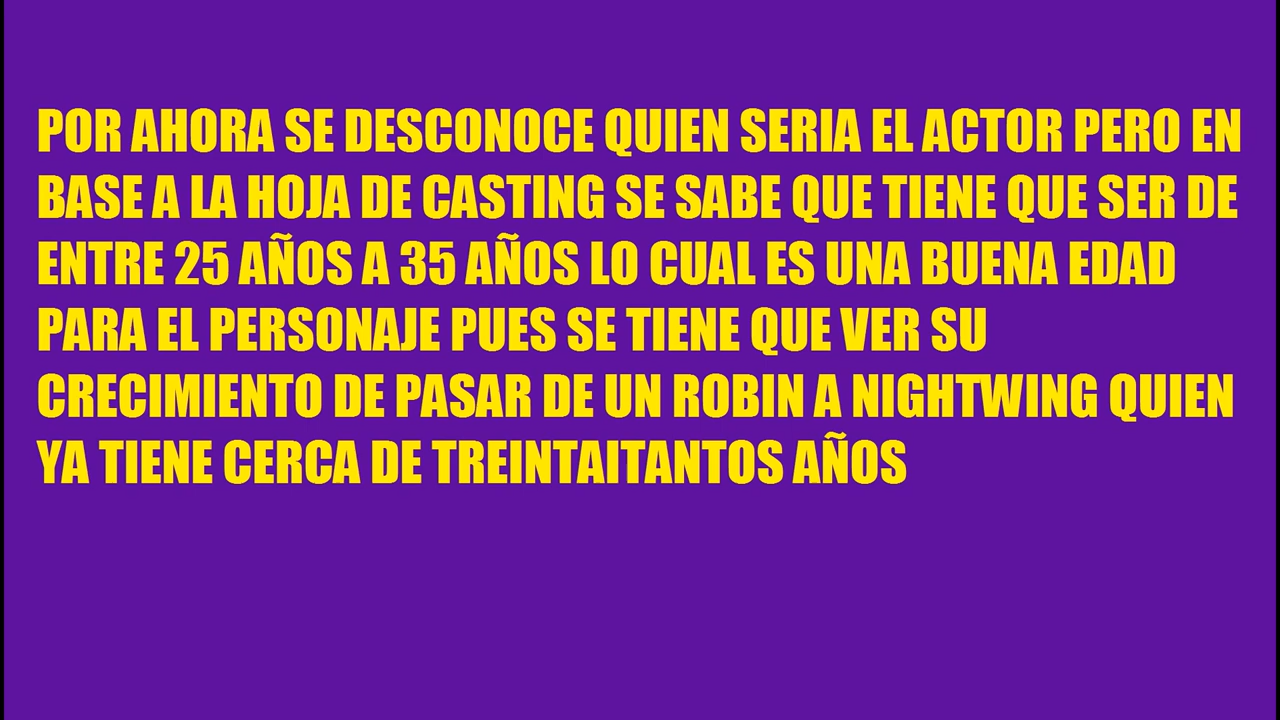 POR AHORA SE DESCONOCE QUIEN SERIA EL ACTOR PERO EN
BASE A LA HOJA DE CASTING SE SABE QUE TIENE QUE SER DE
ENTRE 25 AÑOS A 35 AÑOS LO CUAL ES UNA BUENA EDAD
PARA EL PERSONAJE PUES SE TIENE QUE VER SU
CRECIMIENTO DE PASAR DE UN ROBIN A NIGHTWING QUIEN
YA TIENE CERCA DE TREINTAITANTOS AÑOS